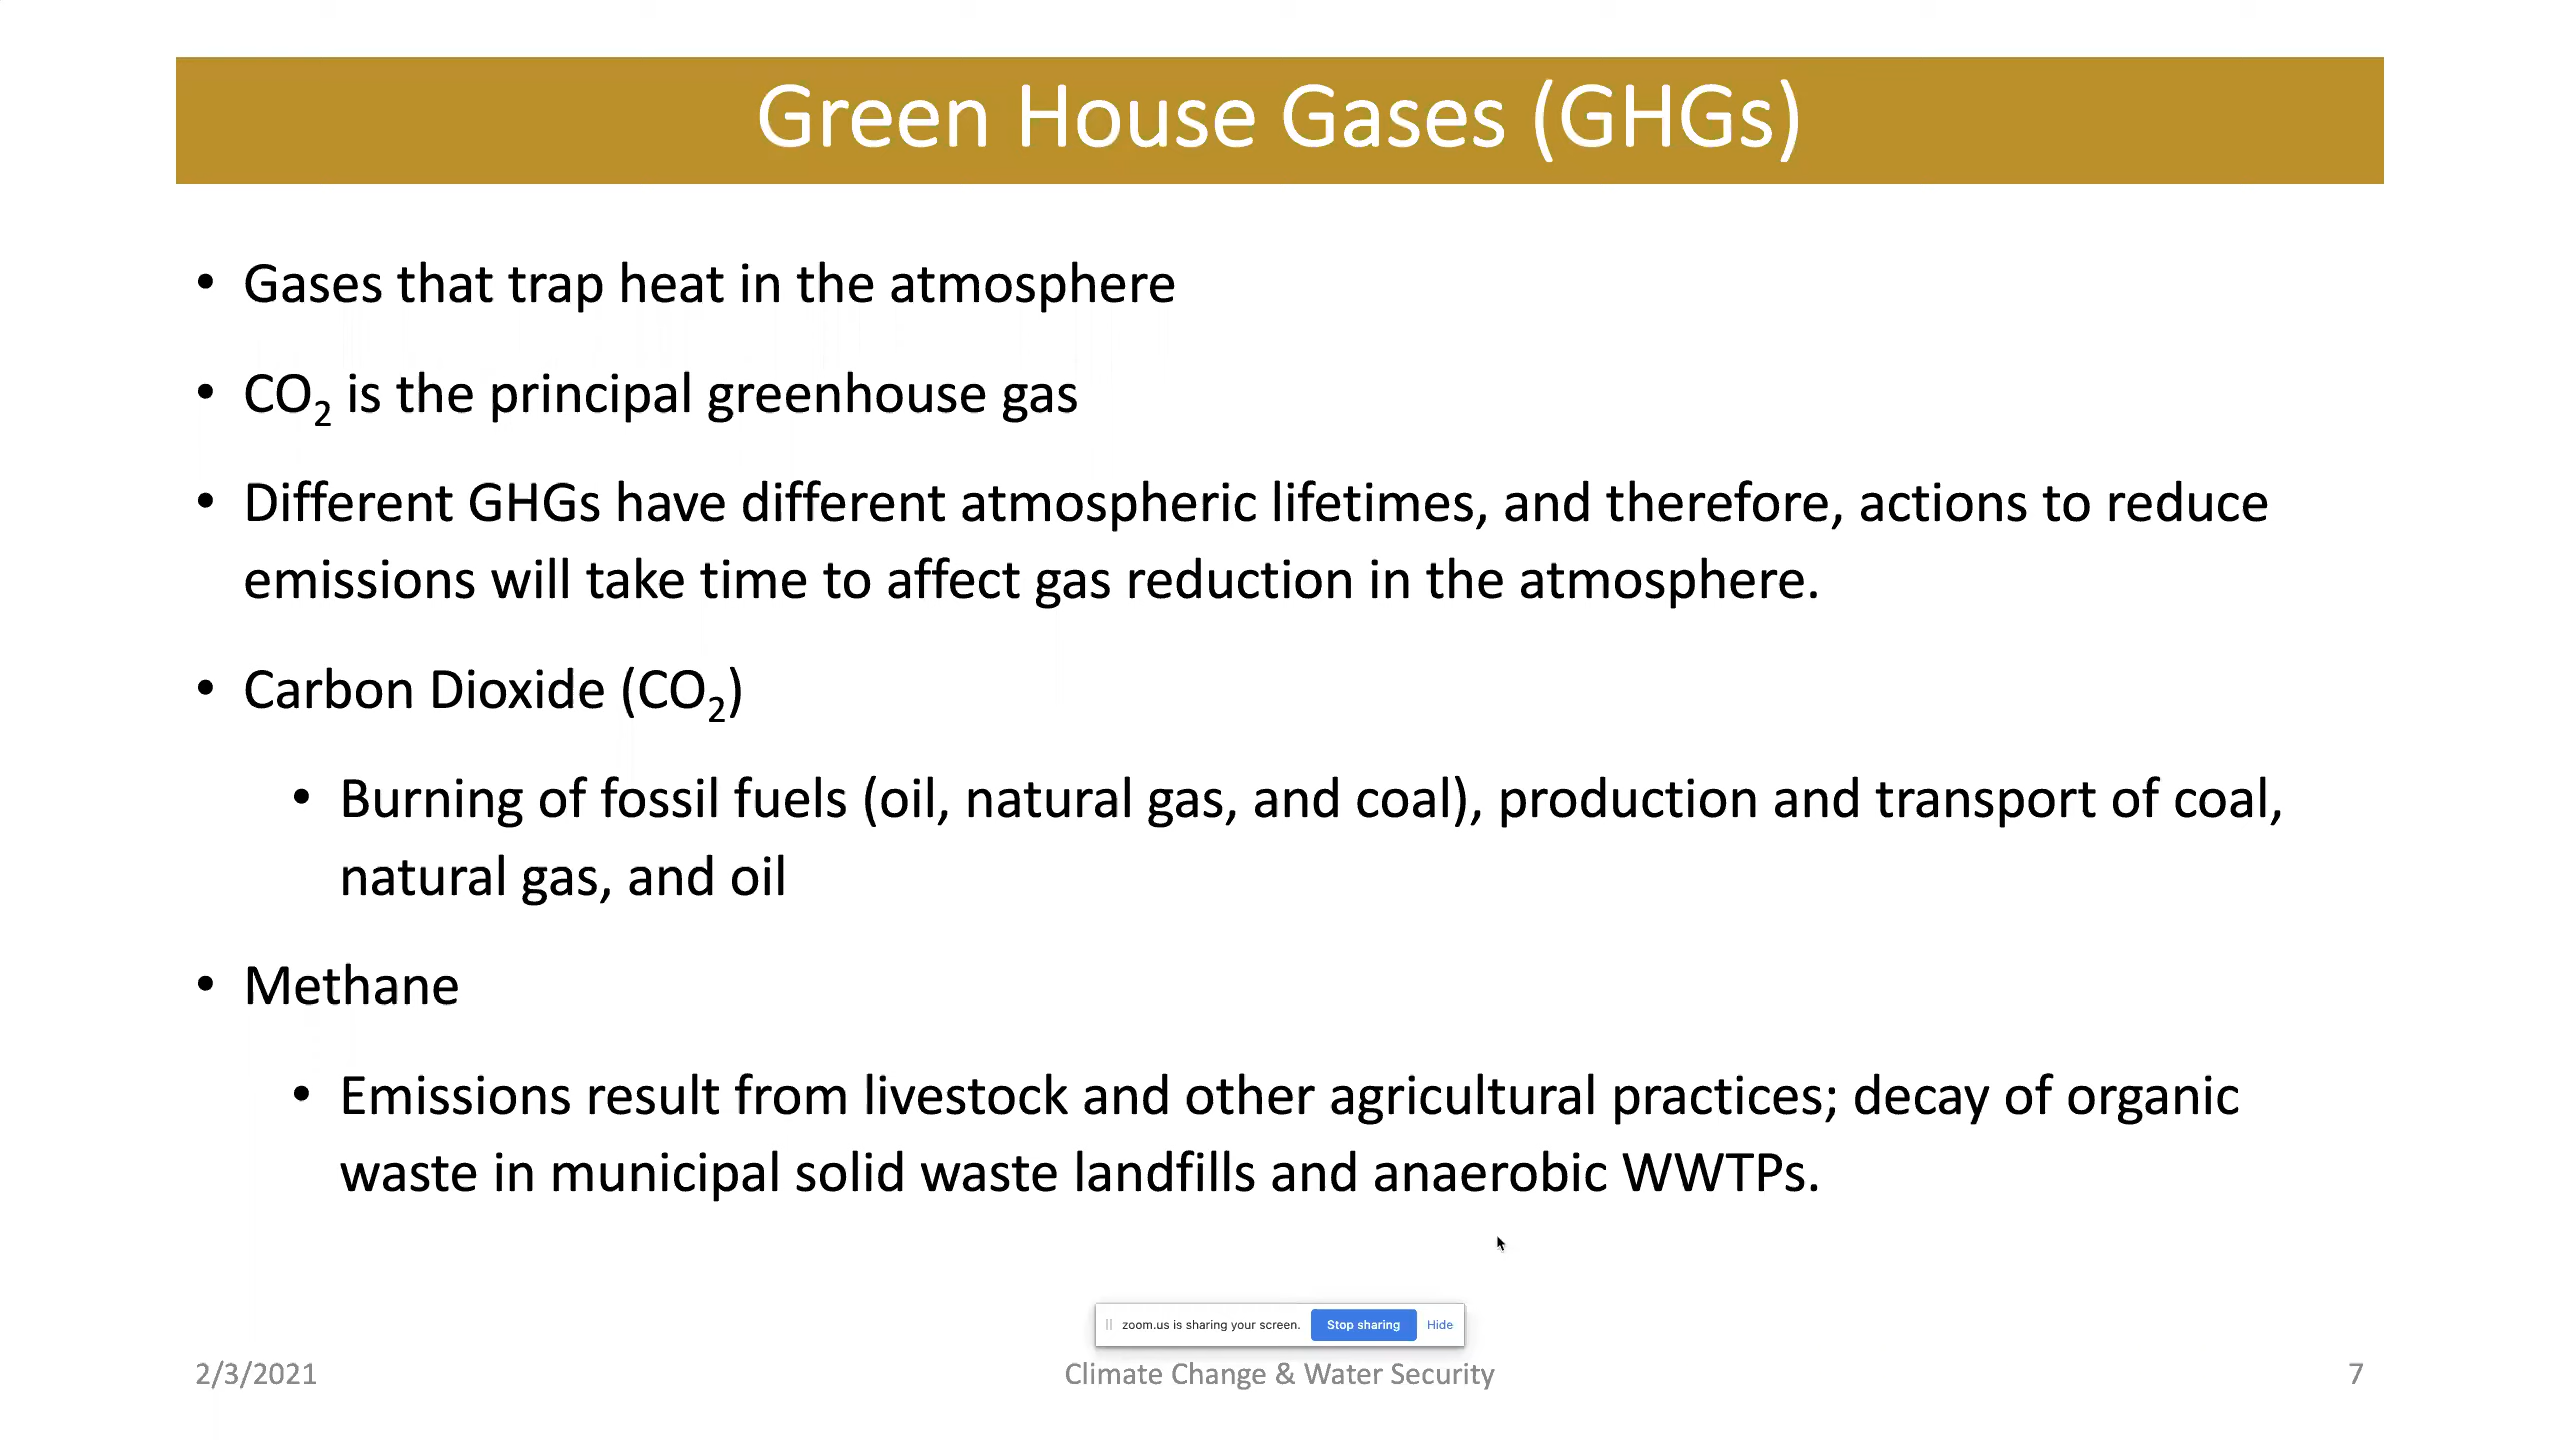 Green House Gases (GHGs)
• Gases that trap heat in the atmosphere
• CO₂ is the principal greenhouse gas
• Different GHGs have different atmospheric lifetimes, and therefore, actions to reduce
emissions will take time to affect gas reduction in the atmosphere.
• Carbon Dioxide (CO₂)
• Burning of fossil fuels (oil, natural gas, and coal), production and transport of coal,
natural gas, and oil
• Methane
• Emissions result from livestock and other agricultural practices; decay of organic
waste in municipal solid waste landfills and anaerobic WWTPs.
zoom.us is sharing your screen. Stop sharing Hide
2/3/2021 Climate Change & Water Security 7